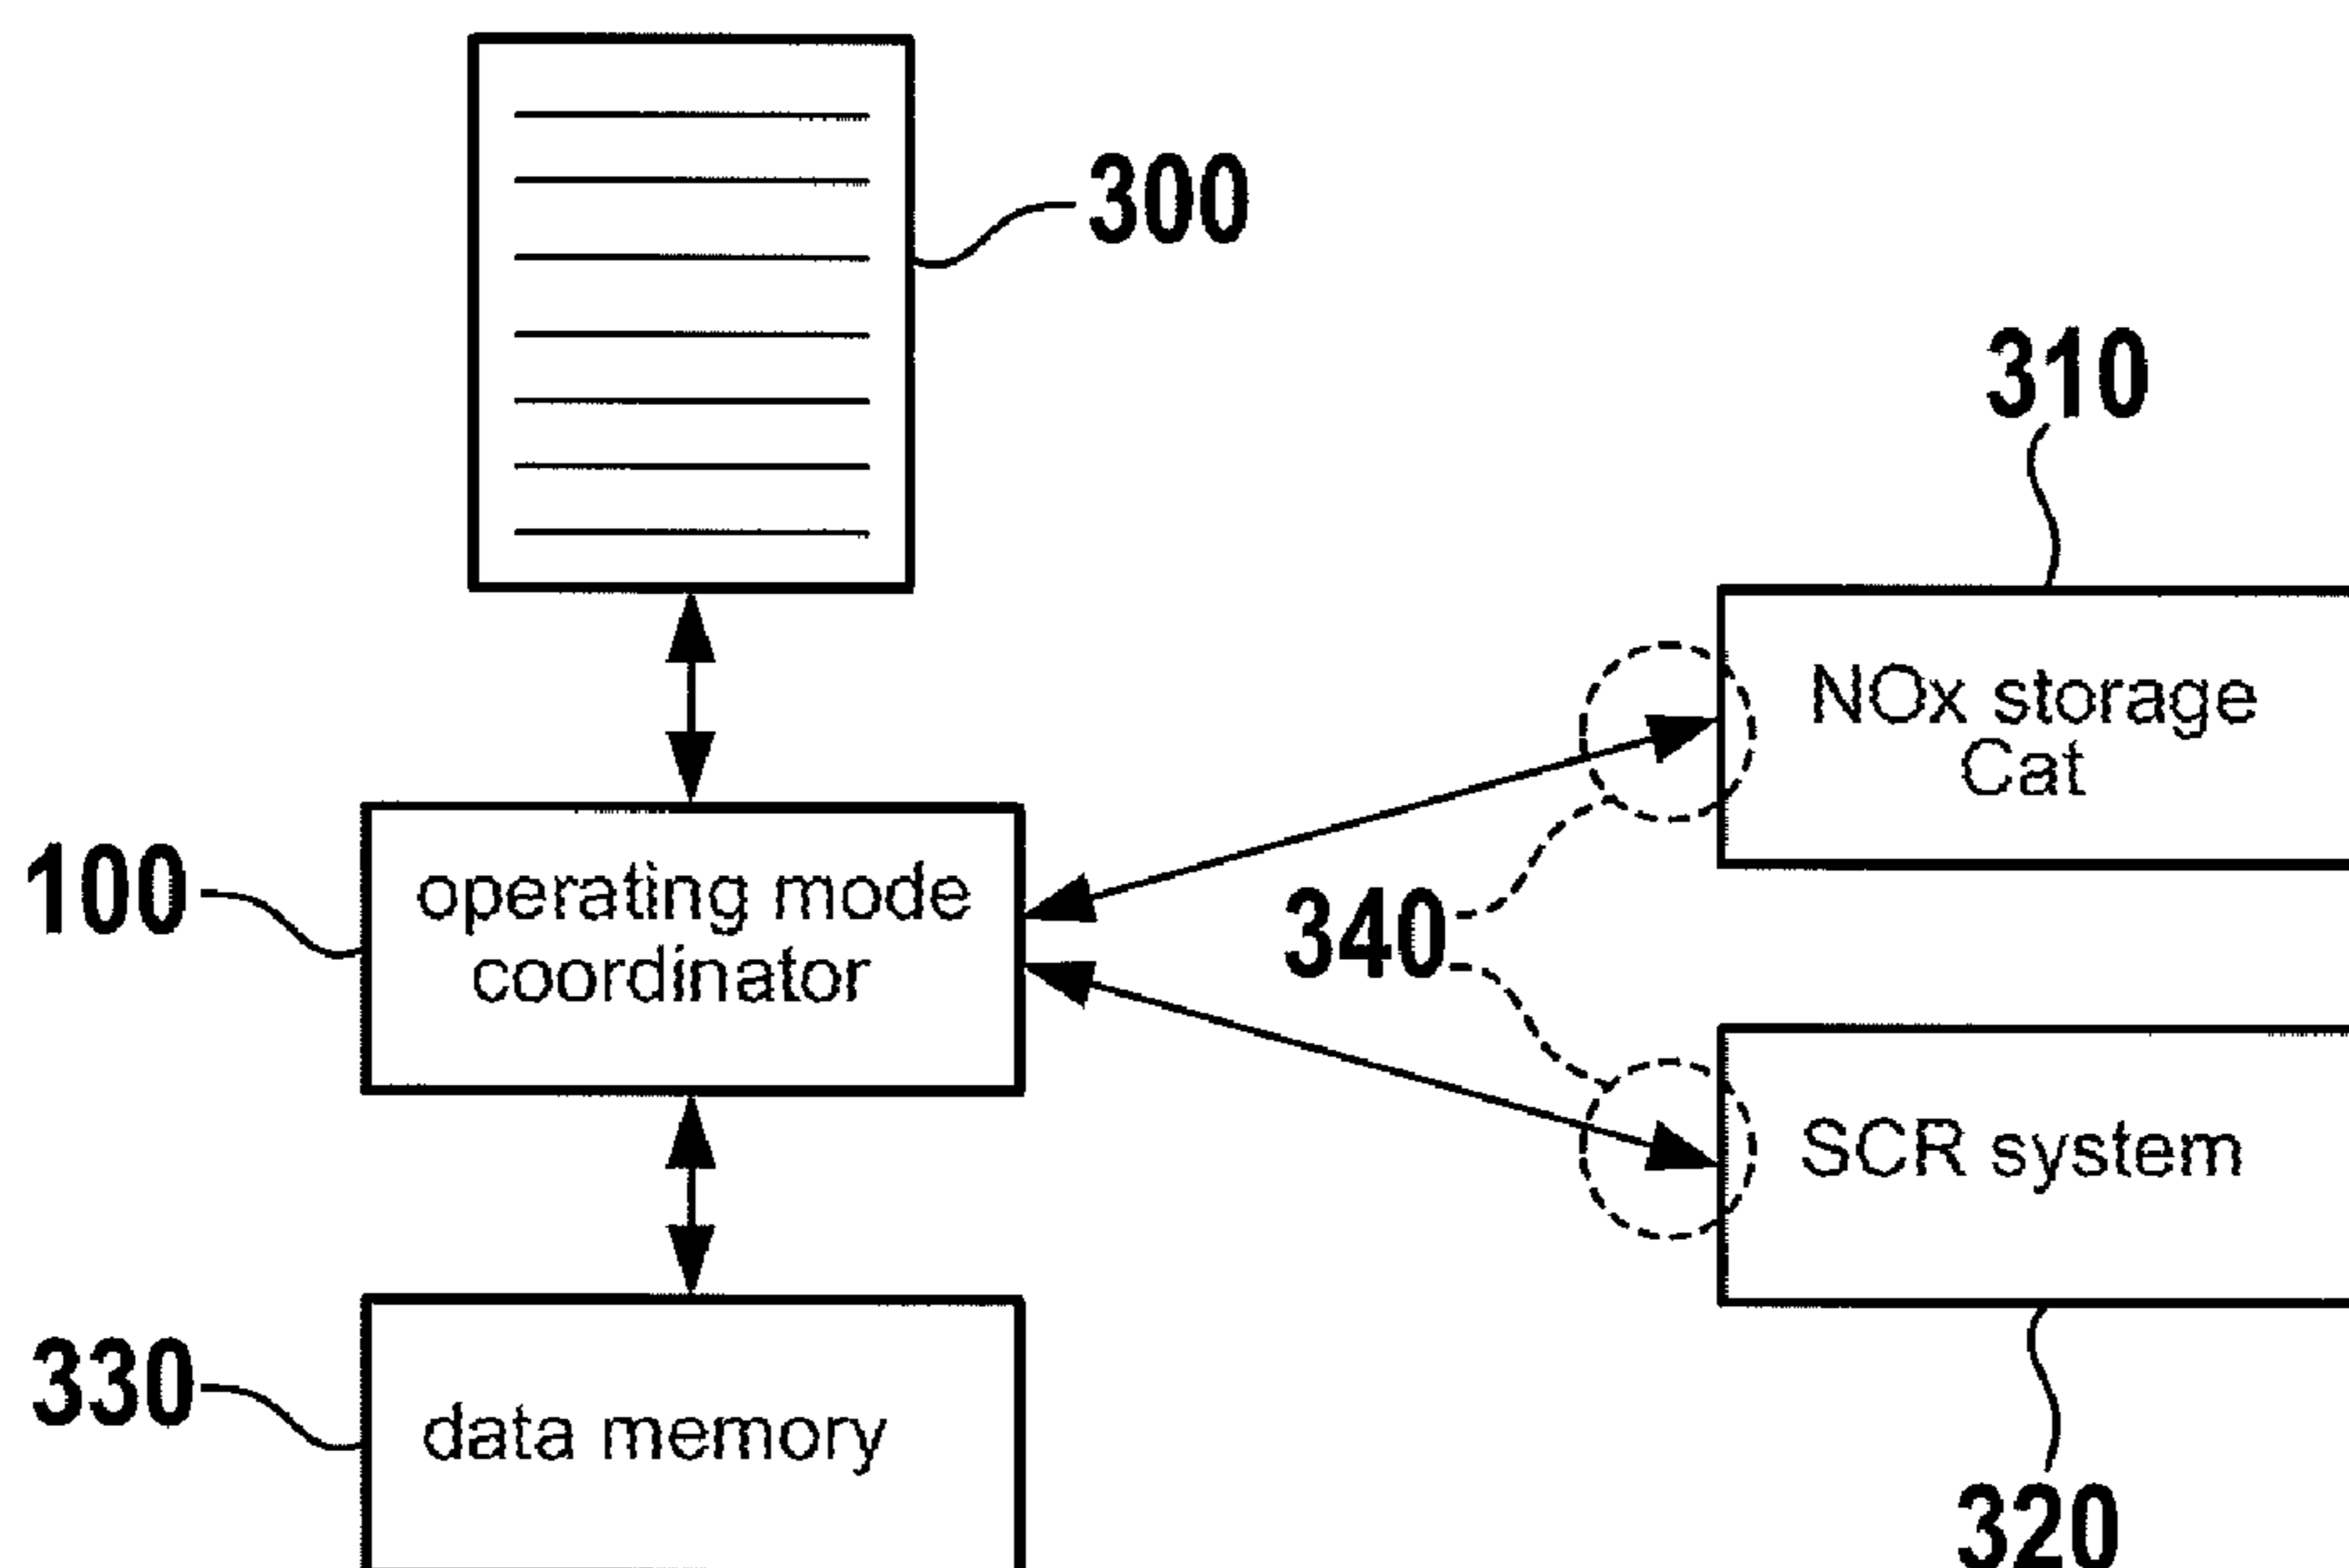 300
310
NOx storage
Cat
100
operating mode
coordinator
340
SCR system
330
data memory
320